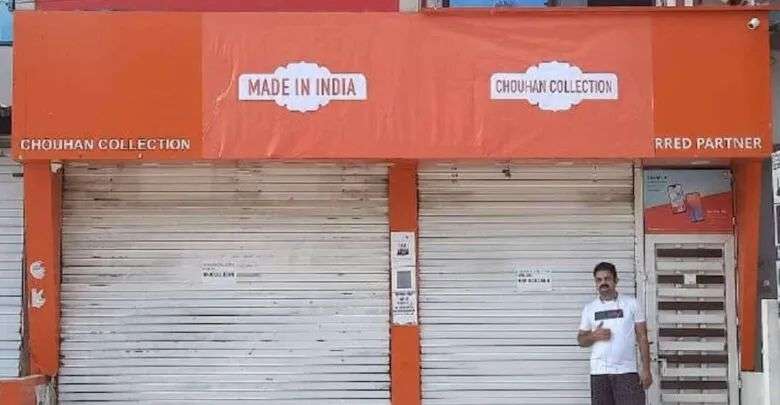 MADE IN INDIA
CHOUHAN COLLECTION
CHOUHAN COLLECTION
RRED PARTNER